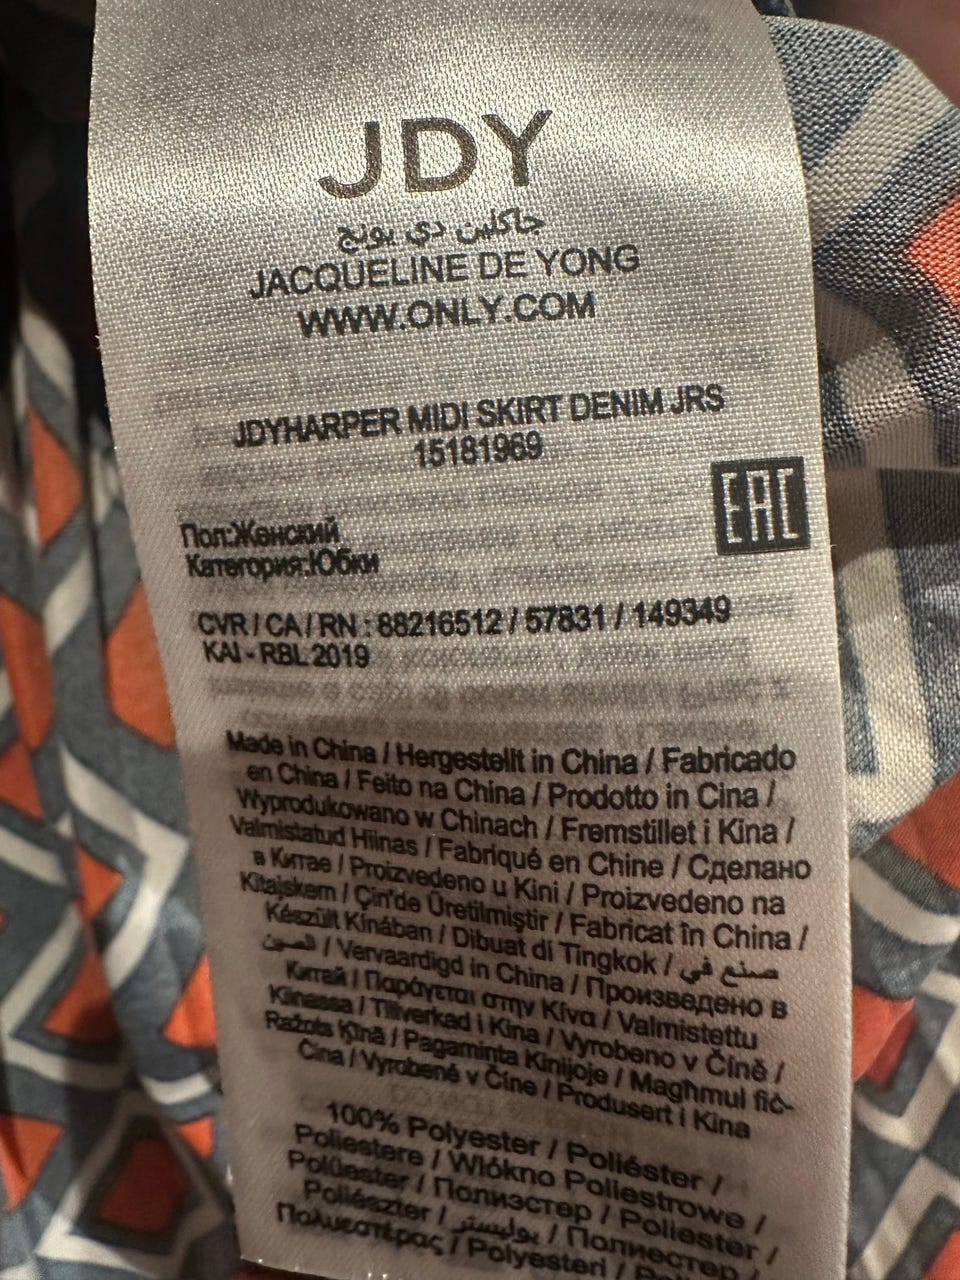 JDY
جاكلين دي يونج
JACQUELINE DE YONG
WWW.ONLY.COM
JDYHARPER MIDI SKIRT DENIM JRS
15181969
EAC
Пол:Женский
Категория:Юбки
CVR / CA / RN : 88216512 / 57831 / 149349
KAI - RBL 2019
Made in China / Hergestellt in China / Fabricado
en China / Feito na China / Prodotto in Cina /
Wyprodukowano w Chinach / Fremstillet i Kina /
Valmistatud Hiinas / Fabriqué en Chine / Сделано
в Китае / Proizvedeno u Kini / Proizvedeno na
Kitajskem / Çin'de Üretilmiştir / Fabricat în China /
Készült Kínában / Dibuat di Tingkok / صنع في
الصين / Vervaardigd in China / Произведено в
Китай / Παράγεται στην Κίνα / Valmistettu
Kiinassa / Tillverkad i Kina / Vyrobeno v Číně /
Ražots Ķīnā / Pagaminta Kinijoje / Magħmul fiċ-
Ċina / Vyrobené v Číne / Produsert i Kina
100% Polyester / Poliéster /
Poliestere / Włókno Poliestrowe /
Polüester / Полиэстер / Poliester /
Poliészter / بوليستر / Полиестер
Πολυεστέρας / Polyesteri